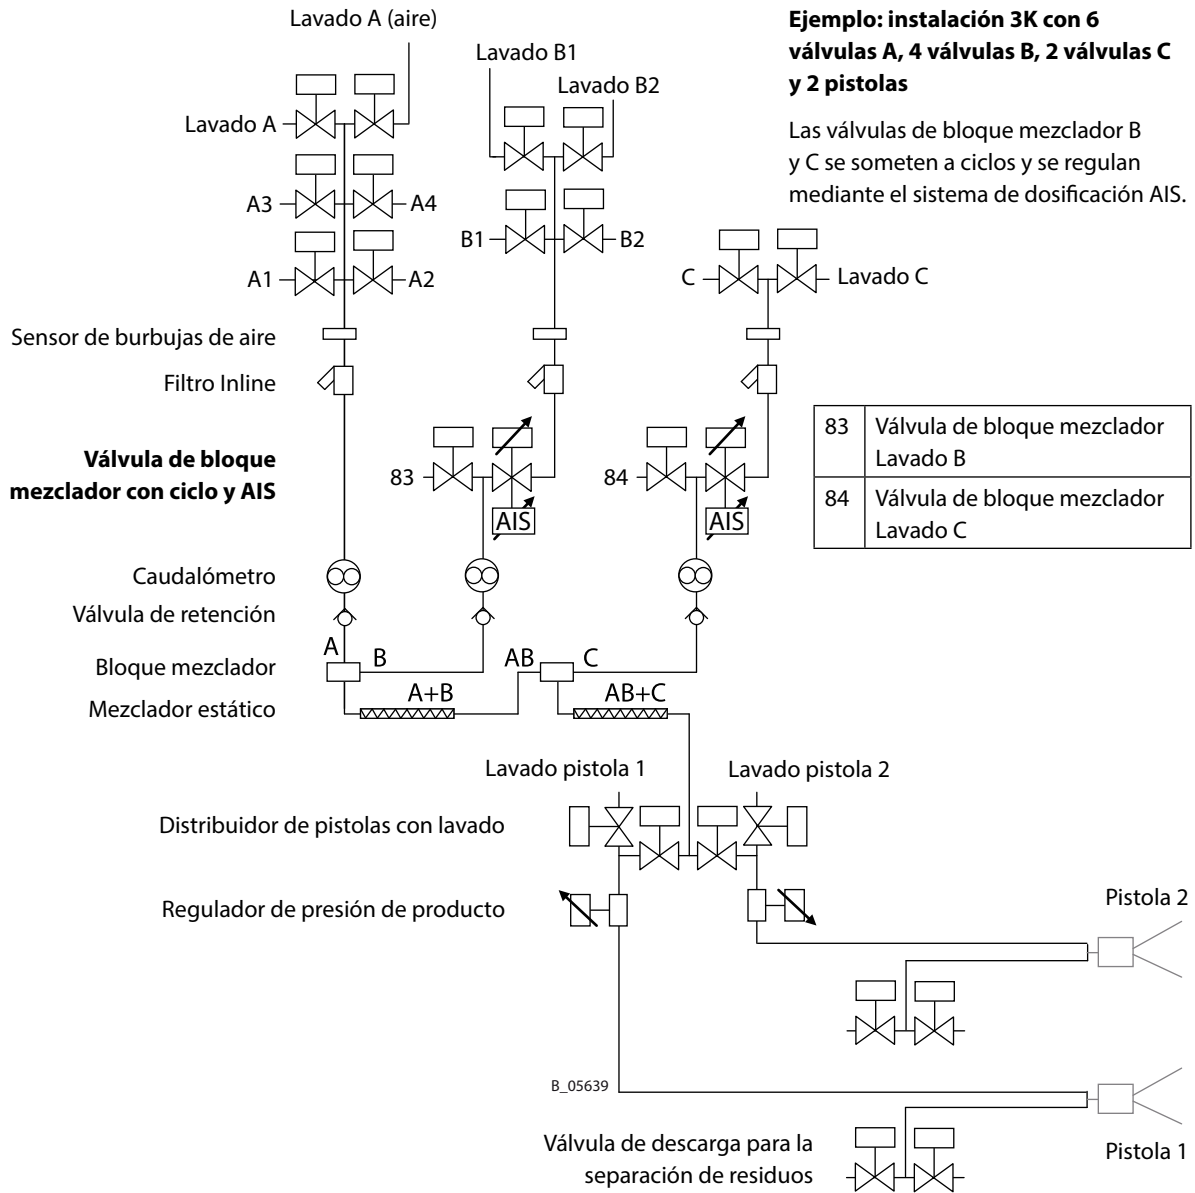 Lavado A (aire)
Ejemplo: instalación 3K con 6
válvulas A, 4 válvulas B, 2 válvulas C
y 2 pistolas
Lavado B1
Lavado B2
Lavado A
Las válvulas de bloque mezclador B
y C se someten a ciclos y se regulan
mediante el sistema de dosificación AIS.
A3
A4
B1
B2
A1
A2
C
Lavado C
Sensor de burbujas de aire
Filtro Inline
83 Válvula de bloque mezclador
Lavado B
84 Válvula de bloque mezclador
Lavado C
Válvula de bloque
mezclador con ciclo y AIS
83
84
AIS
AIS
Caudalómetro
Válvula de retención
A
B
AB
C
Bloque mezclador
A+B
AB+C
Mezclador estático
Lavado pistola 1
Lavado pistola 2
Distribuidor de pistolas con lavado
Regulador de presión de producto
Pistola 2
B_05639
Válvula de descarga para la
separación de residuos
Pistola 1